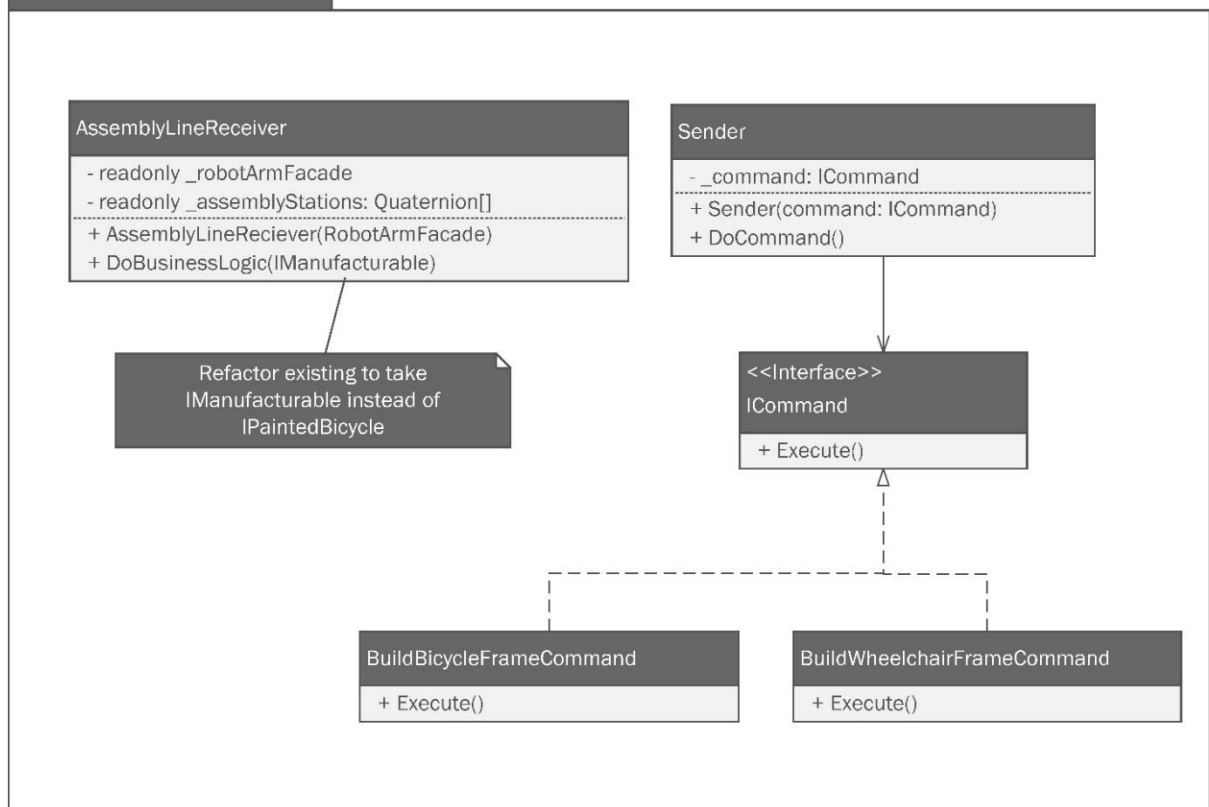 AssemblyLineReceiver
- readonly _robotArmFacade
- readonly _assemblyStations: Quaternion[]
+ AssemblyLineReciever(RobotArmFacade)
+ DoBusinessLogic(IManufacturable)
Refactor existing to take
IManufacturable instead of
IPaintedBicycle
Sender
- _command: ICommand
+ Sender(command: ICommand)
+ DoCommand()
<<Interface>>
ICommand
+ Execute()
BuildBicycleFrameCommand
+ Execute()
BuildWheelchairFrameCommand
+ Execute()